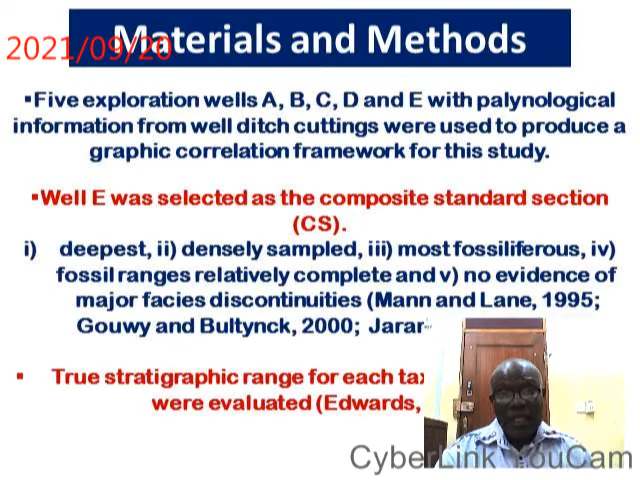 Materials and Methods
2021/09/20
▪Five exploration wells A, B, C, D and E with palynological
information from well ditch cuttings were used to produce a
graphic correlation framework for this study.
▪Well E was selected as the composite standard section
(CS).
i) deepest, ii) densely sampled, iii) most fossiliferous, iv)
fossil ranges relatively complete and v) no evidence of
major facies discontinuities (Mann and Lane, 1995;
Gouwy and Bultynck, 2000;
▪ True stratigraphic range for each
were evaluated (Edwards,
CyberLink YouCam